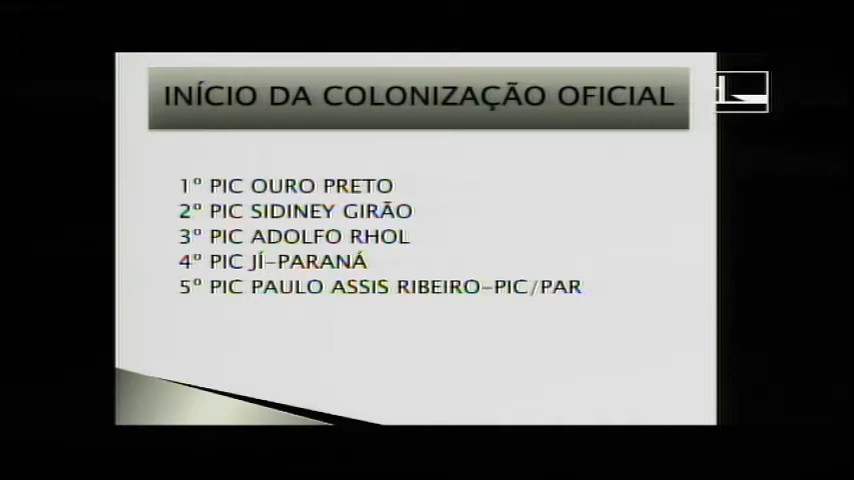 INÍCIO DA COLONIZAÇÃO OFICIAL
1º PIC OURO PRETO
2º PIC SIDINEY GIRÃO
3º PIC ADOLFO RHOL
4º PIC JÍ-PARANÁ
5º PIC PAULO ASSIS RIBEIRO-PIC/PAR